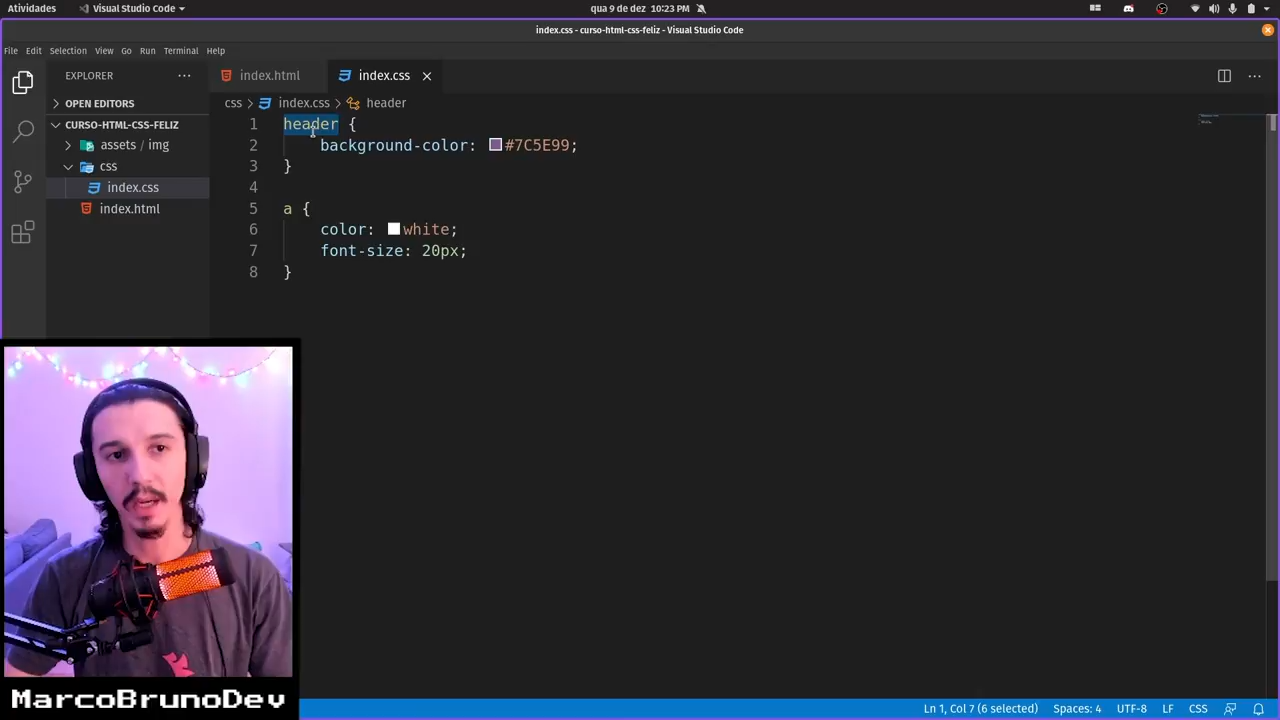 Atividades Visual Studio Code qua 9 de dez 10:23 PM
index.css - curso-html-css-feliz - Visual Studio Code
File Edit Selection View Go Run Terminal Help
EXPLORER ... index.html index.css
OPEN EDITORS css > index.css > header
CURSO-HTML-CSS-FELIZ
assets / img
css
index.css
index.html
1 header {
2 background-color: #7C5E99;
3 }
4
5 a {
6 color: white;
7 font-size: 20px;
8 }
MarcoBrunoDev
Ln 1, Col 7 (6 selected) Spaces: 4 UTF-8 LF CSS